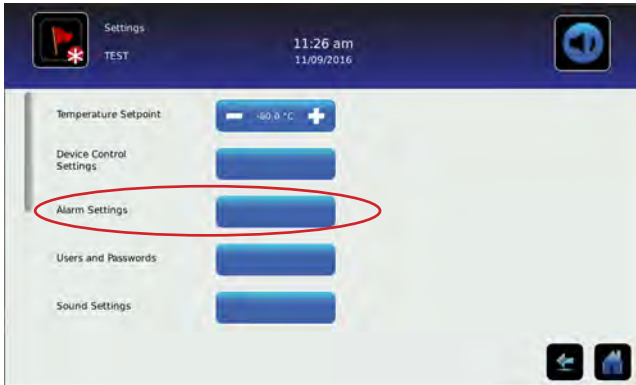 Settings
TEST
11:26 am
11/09/2016
Temperature Setpoint
-80.0 °C
Device Control
Settings
Alarm Settings
Users and Passwords
Sound Settings